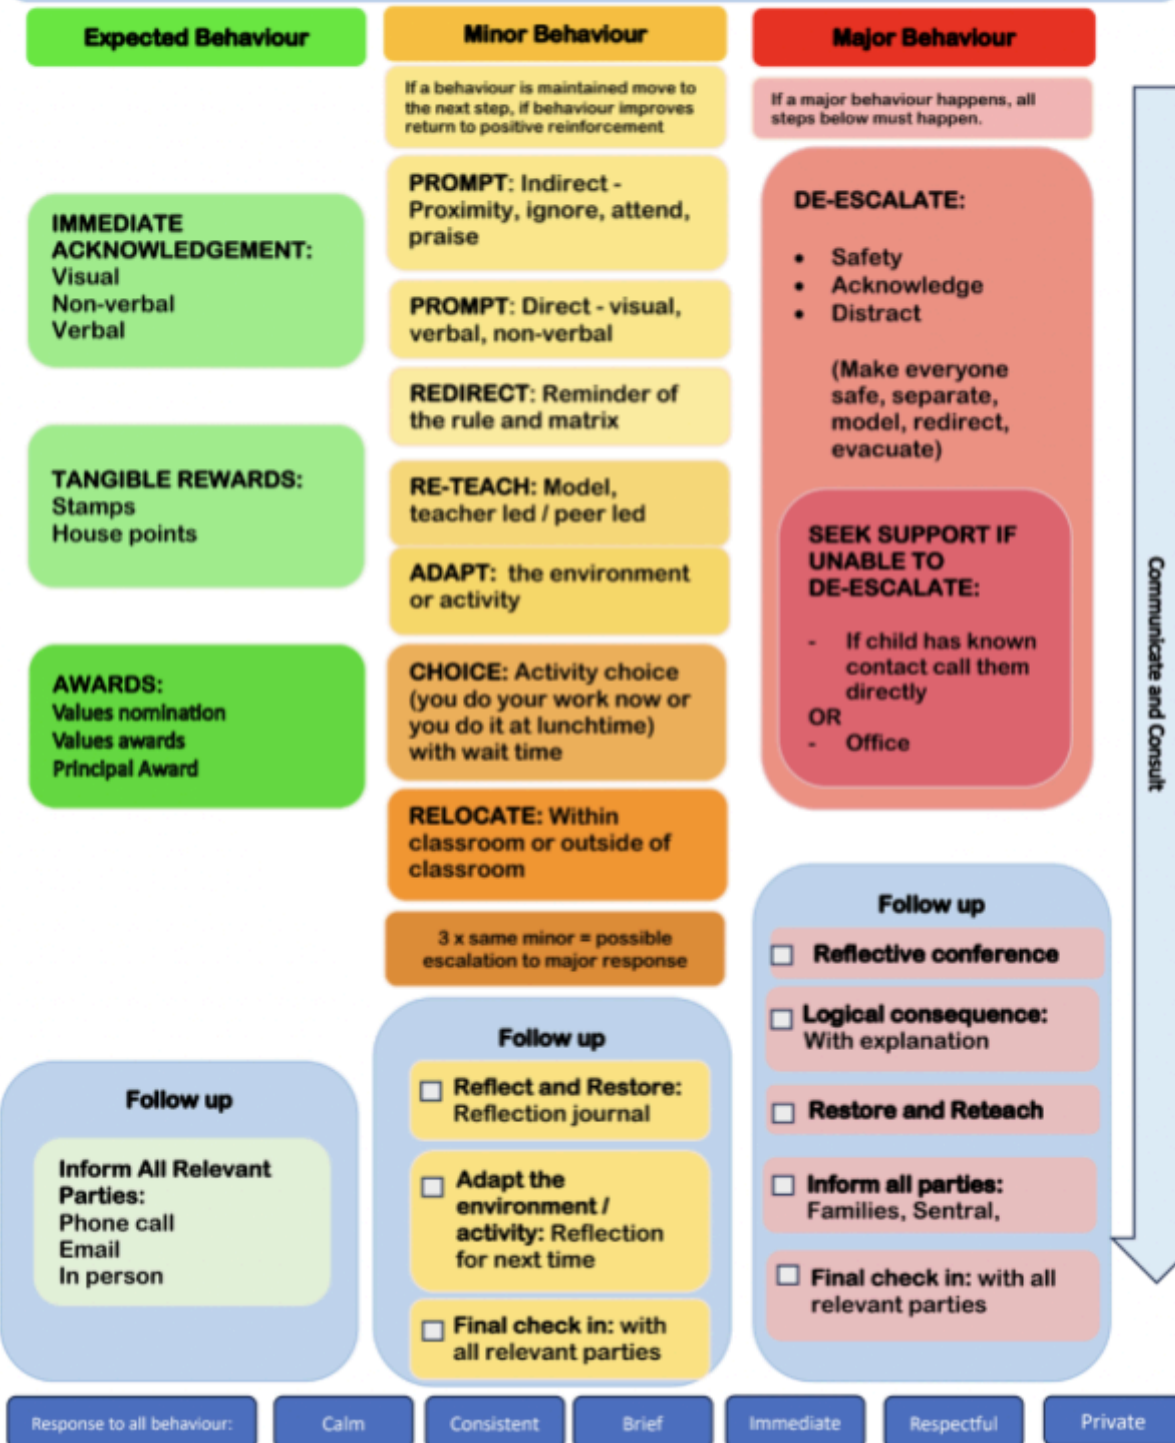 Expected Behaviour
IMMEDIATE
ACKNOWLEDGEMENT:
Visual
Non-verbal
Verbal
TANGIBLE REWARDS:
Stamps
House points
AWARDS:
Values nomination
Values awards
Principal Award
Follow up
Inform All Relevant
Parties:
Phone call
Email
In person
Minor Behaviour
If a behaviour is maintained move to
the next step, if behaviour improves
return to positive reinforcement
PROMPT: Indirect -
Proximity, ignore, attend,
praise
PROMPT: Direct - visual,
verbal, non-verbal
REDIRECT: Reminder of
the rule and matrix
RE-TEACH: Model,
teacher led / peer led
ADAPT: the environment
or activity
CHOICE: Activity choice
(you do your work now or
you do it at lunchtime)
with wait time
RELOCATE: Within
classroom or outside of
classroom
3 x same minor = possible
escalation to major response
Follow up
Reflect and Restore:
Reflection journal
Adapt the
environment /
activity: Reflection
for next time
Final check in: with
all relevant parties
Major Behaviour
If a major behaviour happens, all
steps below must happen.
DE-ESCALATE:
• Safety
• Acknowledge
• Distract
(Make everyone
safe, separate,
model, redirect,
evacuate)
SEEK SUPPORT IF
UNABLE TO
DE-ESCALATE:
- If child has known
contact call them
directly
OR
- Office
Follow up
Reflective conference
Logical consequence:
With explanation
Restore and Reteach
Inform all parties:
Families, Sentral,
Final check in: with all
relevant parties
Communicate and Consult
Response to all behaviour:
Calm
Consistent
Brief
Immediate
Respectful
Private